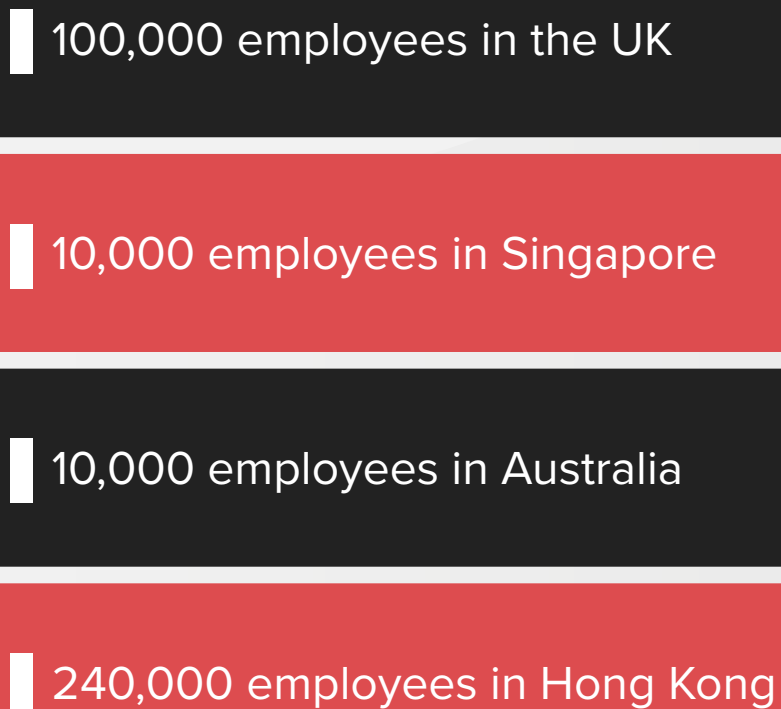 100,000 employees in the UK
10,000 employees in Singapore
10,000 employees in Australia
240,000 employees in Hong Kong